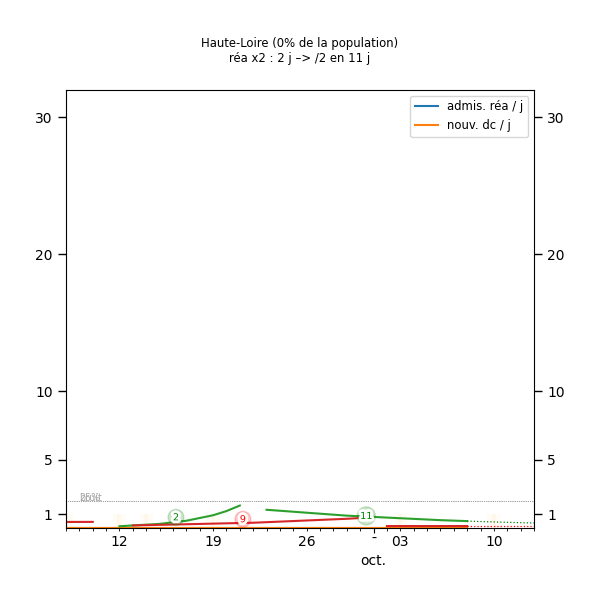 Haute-Loire (0% de la population)
réa x2 : 2 j –> /2 en 11 j
admis. réa / j
nouv. dc / j
30 30
20 20
10 10
5 5
1 1
2 9 11
12 19 26 - 03 10
oct.